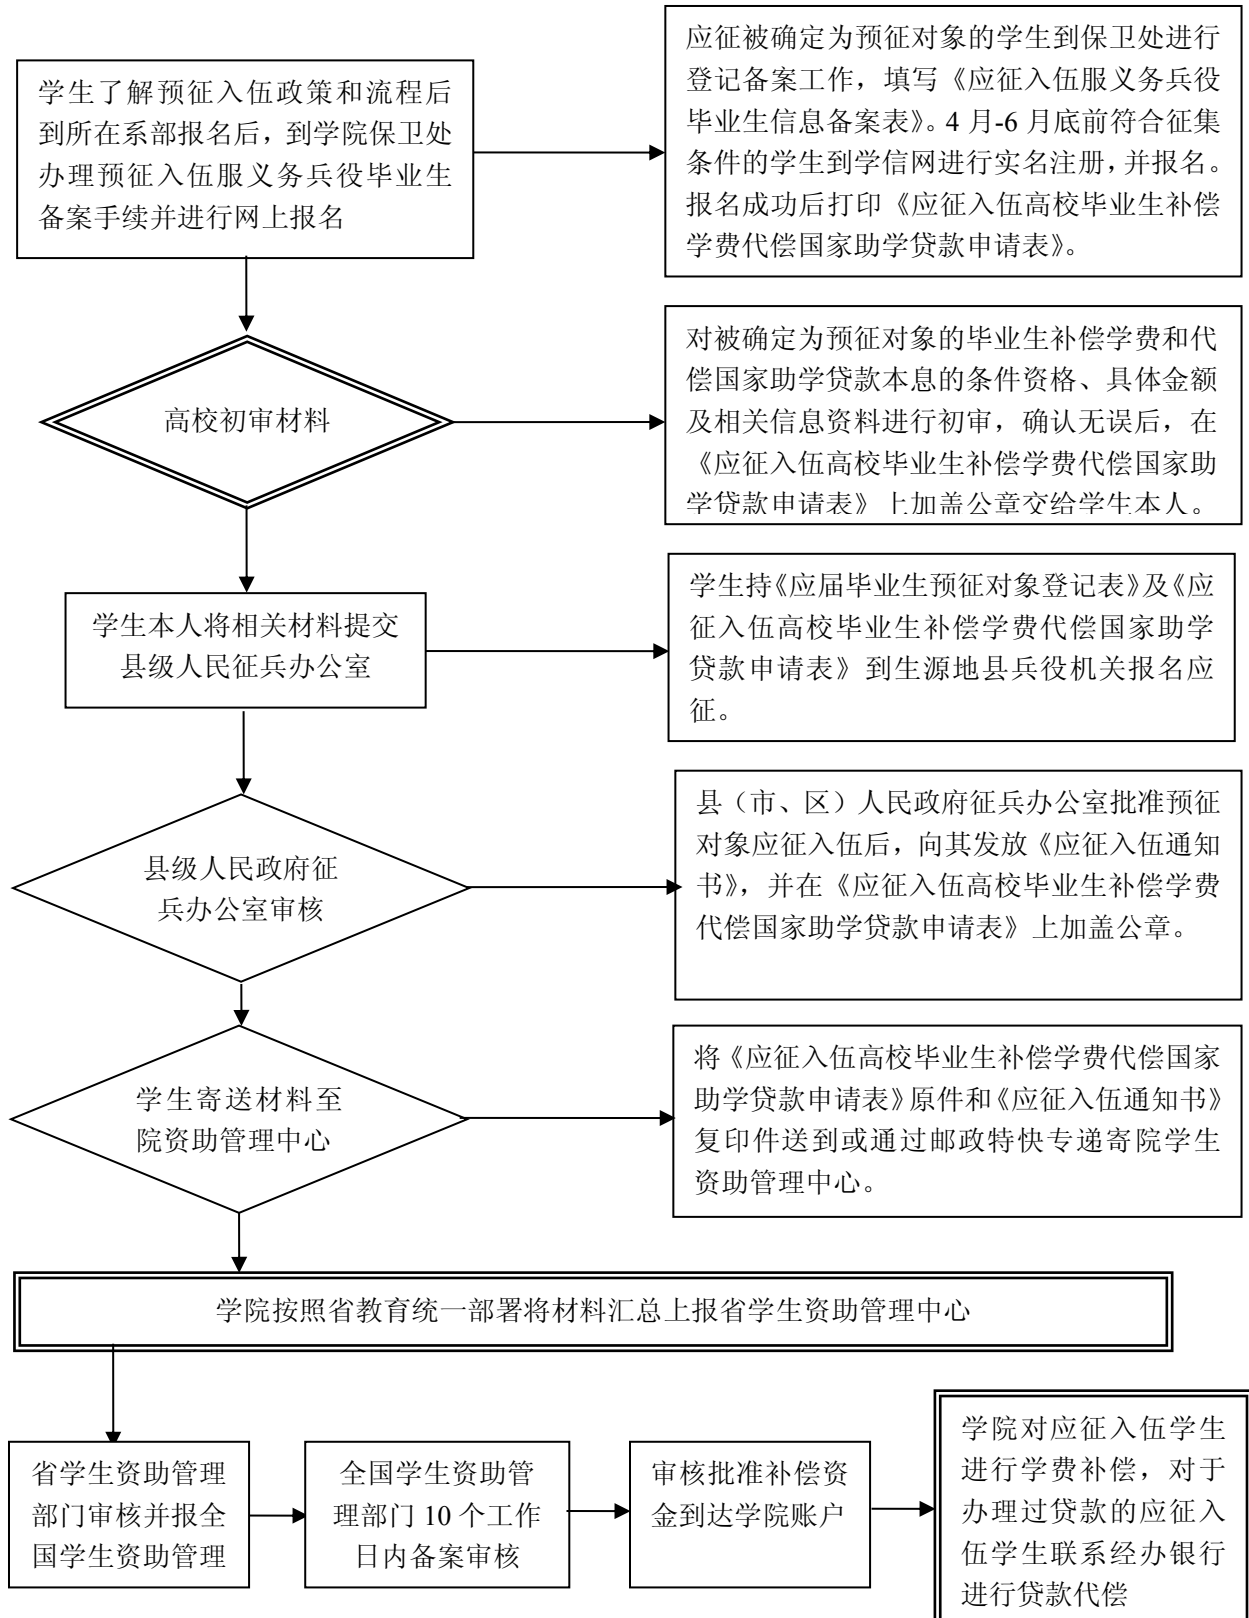 学生了解预征入伍政策和流程后
到所在系部报名后，到学院保卫处
办理预征入伍服义务兵役毕业生
备案手续并进行网上报名
应征被确定为预征对象的学生到保卫处进行
登记备案工作，填写《应征入伍服义务兵役
毕业生信息备案表》。4 月-6 月底前符合征集
条件的学生到学信网进行实名注册，并报名。
报名成功后打印《应征入伍高校毕业生补偿
学费代偿国家助学贷款申请表》。
高校初审材料
对被确定为预征对象的毕业生补偿学费和代
偿国家助学贷款本息的条件资格、具体金额
及相关信息资料进行初审，确认无误后，在
《应征入伍高校毕业生补偿学费代偿国家助
学贷款申请表》上加盖公章交给学生本人。
学生本人将相关材料提交
县级人民征兵办公室
学生持《应届毕业生预征对象登记表》及《应
征入伍高校毕业生补偿学费代偿国家助学
贷款申请表》到生源地县兵役机关报名应
征。
县级人民政府征
兵办公室审核
县（市、区）人民政府征兵办公室批准预征
对象应征入伍后，向其发放《应征入伍通知
书》，并在《应征入伍高校毕业生补偿学费
代偿国家助学贷款申请表》上加盖公章。
学生寄送材料至
院资助管理中心
将《应征入伍高校毕业生补偿学费代偿国家
助学贷款申请表》原件和《应征入伍通知书》
复印件送到或通过邮政特快专递寄院学生
资助管理中心。
学院按照省教育统一部署将材料汇总上报省学生资助管理中心
省学生资助管理
部门审核并报全
国学生资助管理
全国学生资助管
理部门 10 个工作
日内备案审核
审核批准补偿资
金到达学院账户
学院对应征入伍学生
进行学费补偿，对于
办理过贷款的应征入
伍学生联系经办银行
进行贷款代偿